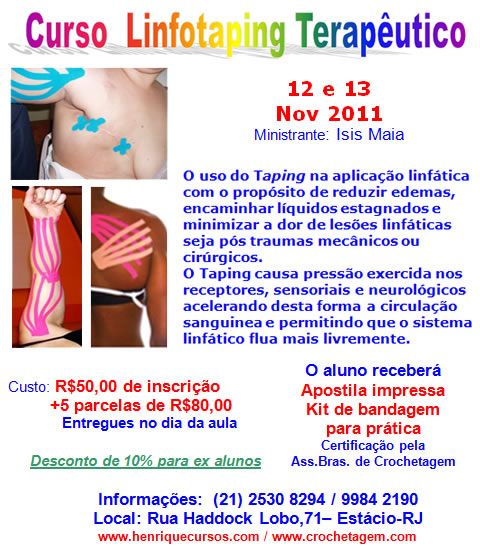 Curso Linfotaping Terapêutico
12 e 13
Nov 2011
Ministrante: Isis Maia
O uso do Taping na aplicação linfática
com o propósito de reduzir edemas,
encaminhar líquidos estagnados e
minimizar a dor de lesões linfáticas
seja pós traumas mecânicos ou
cirúrgicos.
O Taping causa pressão exercida nos
receptores, sensoriais e neurológicos
acelerando desta forma a circulação
sanguinea e permitindo que o sistema
linfático flua mais livremente.
Custo: R$50,00 de inscrição
+5 parcelas de R$80,00
Entregues no dia da aula
Desconto de 10% para ex alunos
O aluno receberá
Apostila impressa
Kit de bandagem
para prática
Certificação pela
Ass.Bras. de Crochetagem
Informações: (21) 2530 8294 / 9984 2190
Local: Rua Haddock Lobo,71– Estácio-RJ
www.henriquecursos.com / www.crochetagem.com